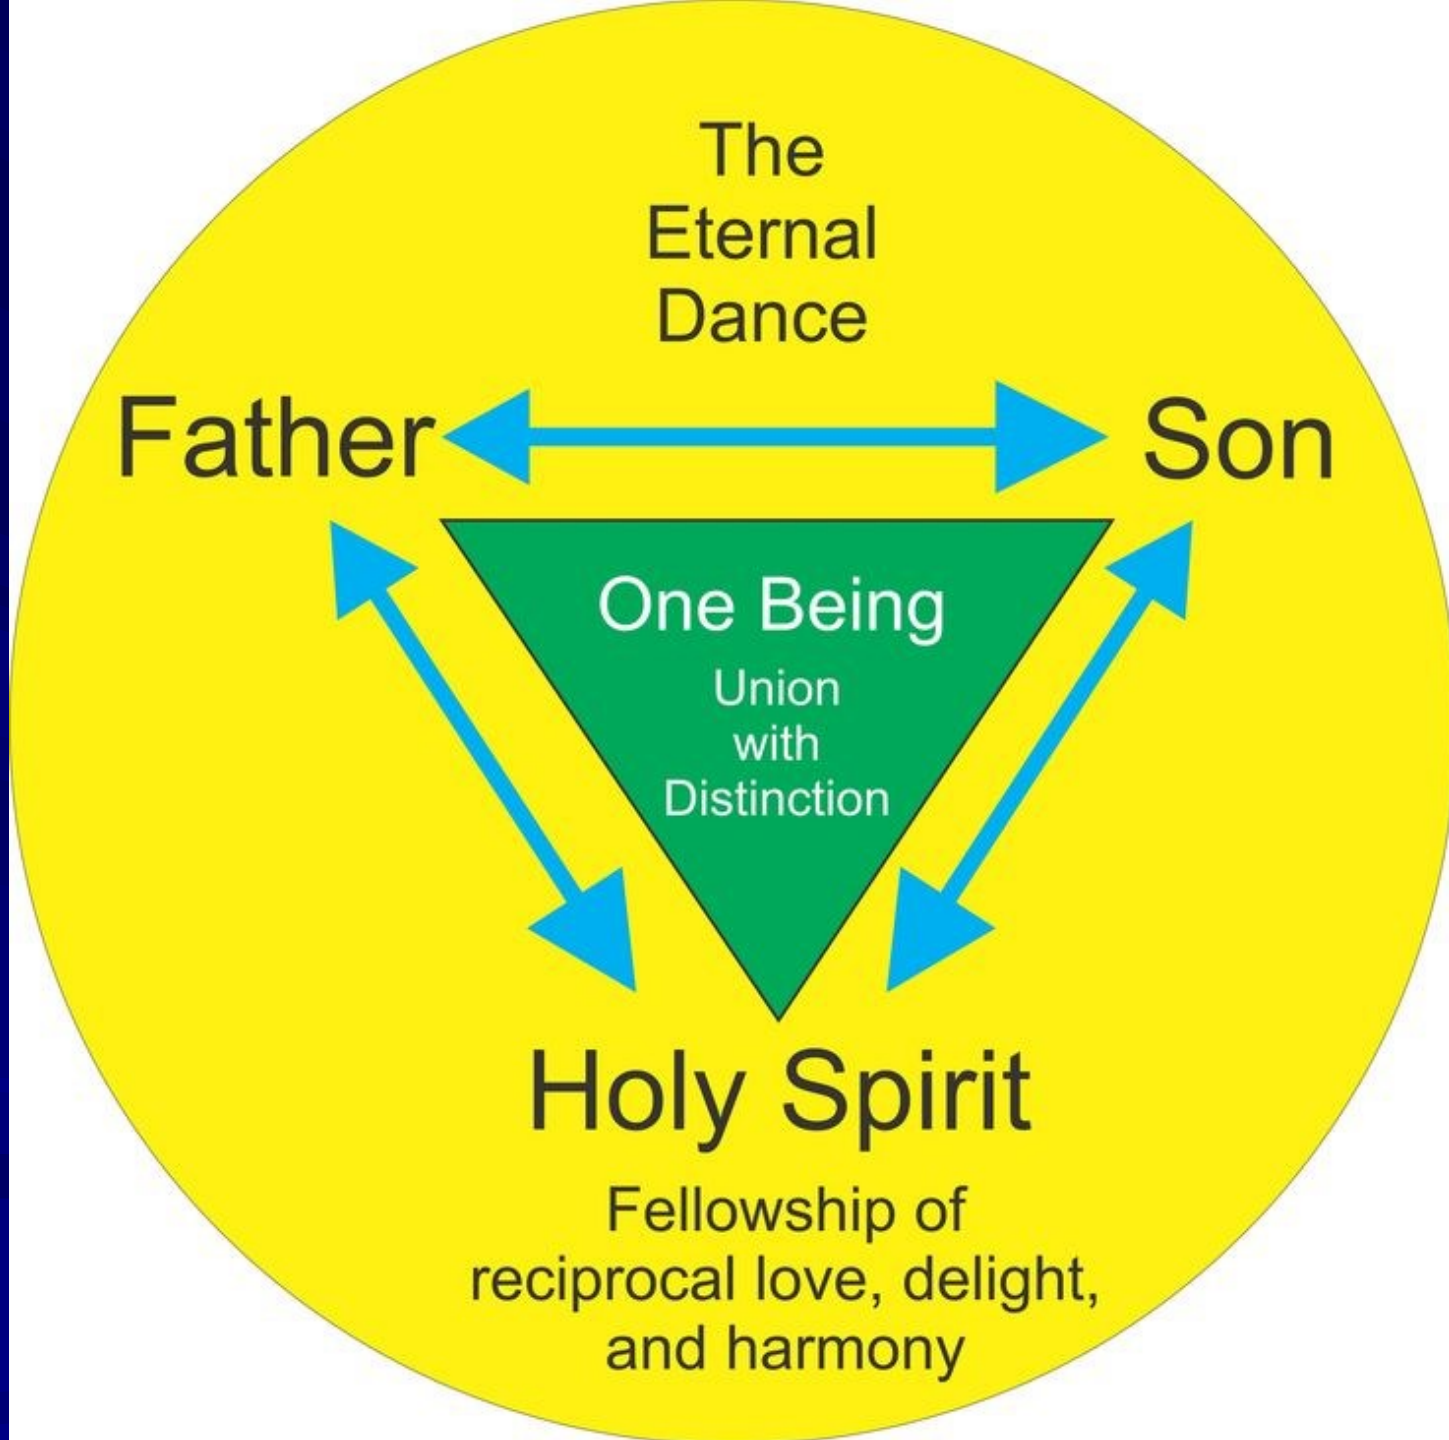 The
Eternal
Dance
Father
Son
One Being
Union
with
Distinction
Holy Spirit
Fellowship of
reciprocal love, delight,
and harmony